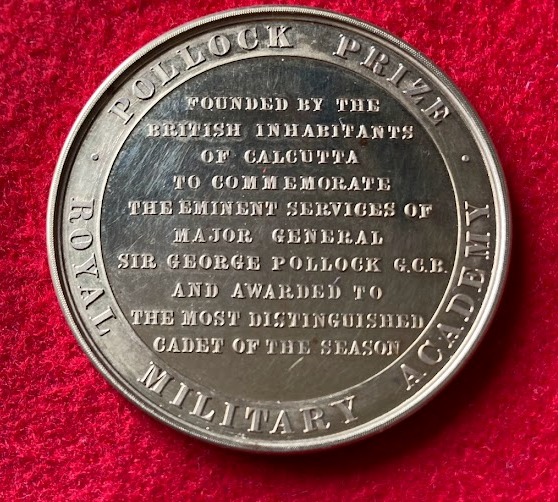 POLLOCK PRIZE
ROYAL MILITARY ACADEMY
FOUNDED BY THE
BRITISH INHABITANTS
OF CALCUTTA
TO COMMEMORATE
THE EMINENT SERVICES OF
MAJOR GENERAL
SIR GEORGE POLLOCK G.C.B.
AND AWARDED TO
THE MOST DISTINGUISHED
CADET OF THE SEASON